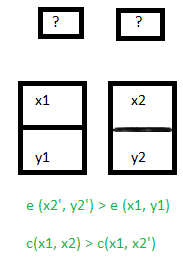 ? ?
x1 x2
y1 y2
e (x2', y2') > e (x1, y1)
c(x1, x2) > c(x1, x2')